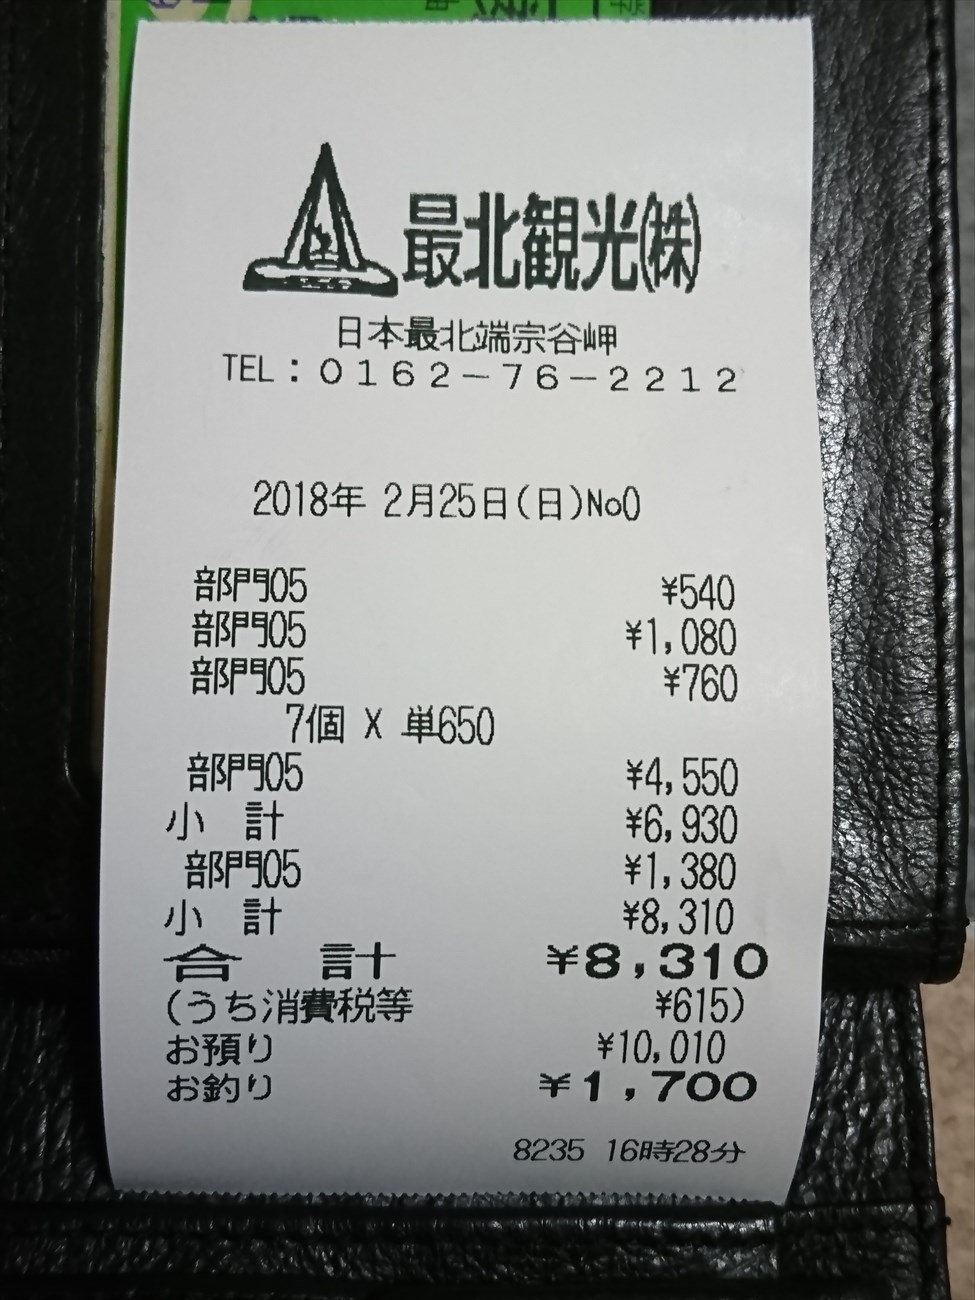 最北観光㈱
日本最北端宗谷岬
TEL：０１６２－７６－２２１２
2018年 2月25日(日)No0
部門05 ¥540
部門05 ¥1,080
部門05 ¥760
7個 X 単650
部門05 ¥4,550
小 計 ¥6,930
部門05 ¥1,380
小 計 ¥8,310
合 計 ¥8,310
(うち消費税等 ¥615)
お預り ¥10,010
お釣り ¥1,700
8235 16時28分